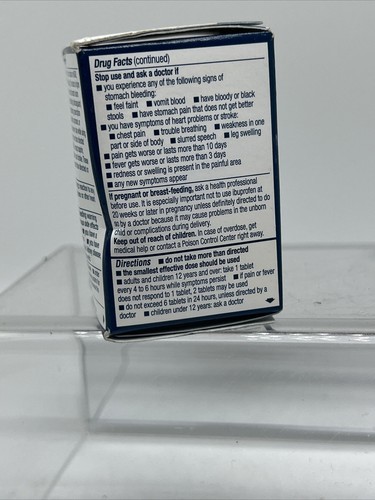 Drug Facts (continued)
Stop use and ask a doctor if
■ you experience any of the following signs of
stomach bleeding:
■ feel faint ■ vomit blood ■ have bloody or black
stools ■ have stomach pain that does not get better
■ you have symptoms of heart problems or stroke:
■ chest pain ■ trouble breathing ■ weakness in one
part or side of body ■ slurred speech ■ leg swelling
■ pain gets worse or lasts more than 10 days
■ fever gets worse or lasts more than 3 days
■ redness or swelling is present in the painful area
■ any new symptoms appear
If pregnant or breast-feeding, ask a health professional
before use. It is especially important not to use ibuprofen at
20 weeks or later in pregnancy unless definitely directed to do
so by a doctor because it may cause problems in the unborn
child or complications during delivery.
Keep out of reach of children. In case of overdose, get
medical help or contact a Poison Control Center right away.
Directions ■ do not take more than directed
■ the smallest effective dose should be used
■ adults and children 12 years and over: take 1 tablet
every 4 to 6 hours while symptoms persist ■ if pain or fever
does not respond to 1 tablet, 2 tablets may be used
■ do not exceed 6 tablets in 24 hours, unless directed by a
doctor ■ children under 12 years: ask a doctor